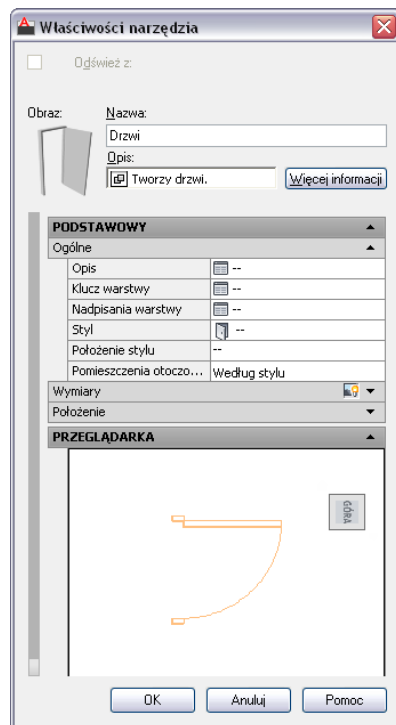 Właściwości narzędzia
Odśwież z:
Obraz:
Nazwa:
Drzwi
Opis:
Tworzy drzwi.
Więcej informacji
PODSTAWOWY
Ogólne
Opis --
Klucz warstwy --
Nadpisania warstwy --
Styl --
Położenie stylu --
Pomieszczenia otoczo... Według stylu
Wymiary
Położenie
PRZEGLĄDARKA
GÓRA
OK Anuluj Pomoc